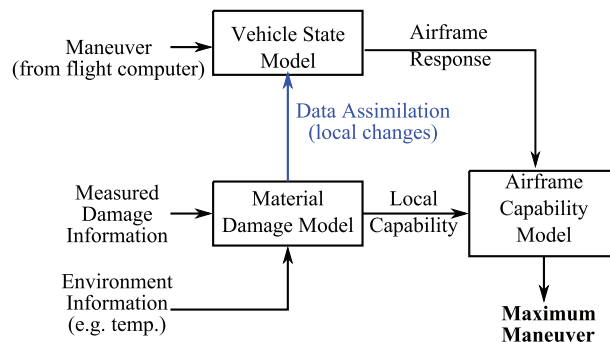 Maneuver
(from flight computer)
Vehicle State
Model
Airframe
Response
Data Assimilation
(local changes)
Measured
Damage
Information
Material
Damage Model
Local
Capability
Airframe
Capability
Model
Environment
Information
(e.g. temp.)
Maximum
Maneuver